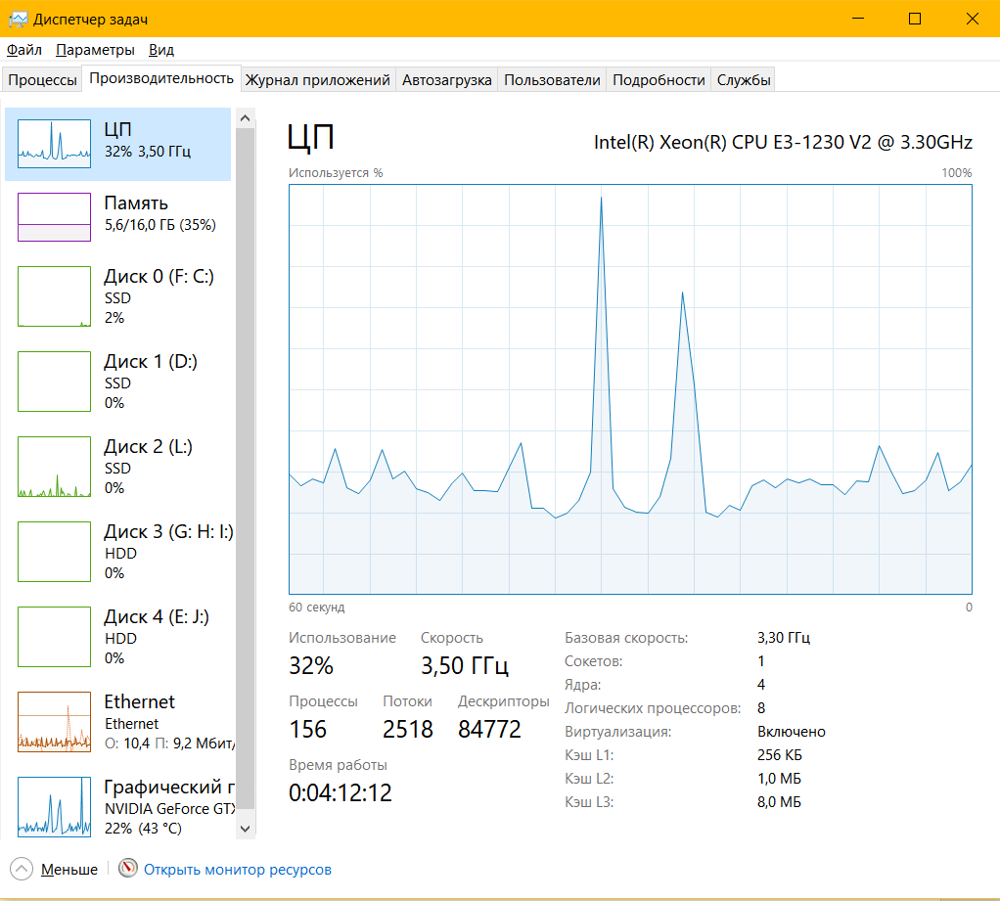 Диспетчер задач
Файл Параметры Вид
Процессы Производительность Журнал приложений Автозагрузка Пользователи Подробности Службы
ЦП
32% 3,50 ГГц
Память
5,6/16,0 ГБ (35%)
Диск 0 (F: C:)
SSD
2%
Диск 1 (D:)
SSD
0%
Диск 2 (L:)
SSD
0%
Диск 3 (G: H: I:)
HDD
0%
Диск 4 (E: J:)
HDD
0%
Ethernet
Ethernet
О: 10,4 П: 9,2 Мбит/
Графический г
NVIDIA GeForce GTX
22% (43 °C)
ЦП
Intel(R) Xeon(R) CPU E3-1230 V2 @ 3.30GHz
Используется % 100%
60 секунд 0
Использование Скорость
32% 3,50 ГГц
Процессы Потоки Дескрипторы
156 2518 84772
Время работы
0:04:12:12
Базовая скорость: 3,30 ГГц
Сокетов: 1
Ядра: 4
Логических процессоров: 8
Виртуализация: Включено
Кэш L1: 256 КБ
Кэш L2: 1,0 МБ
Кэш L3: 8,0 МБ
Меньше Открыть монитор ресурсов